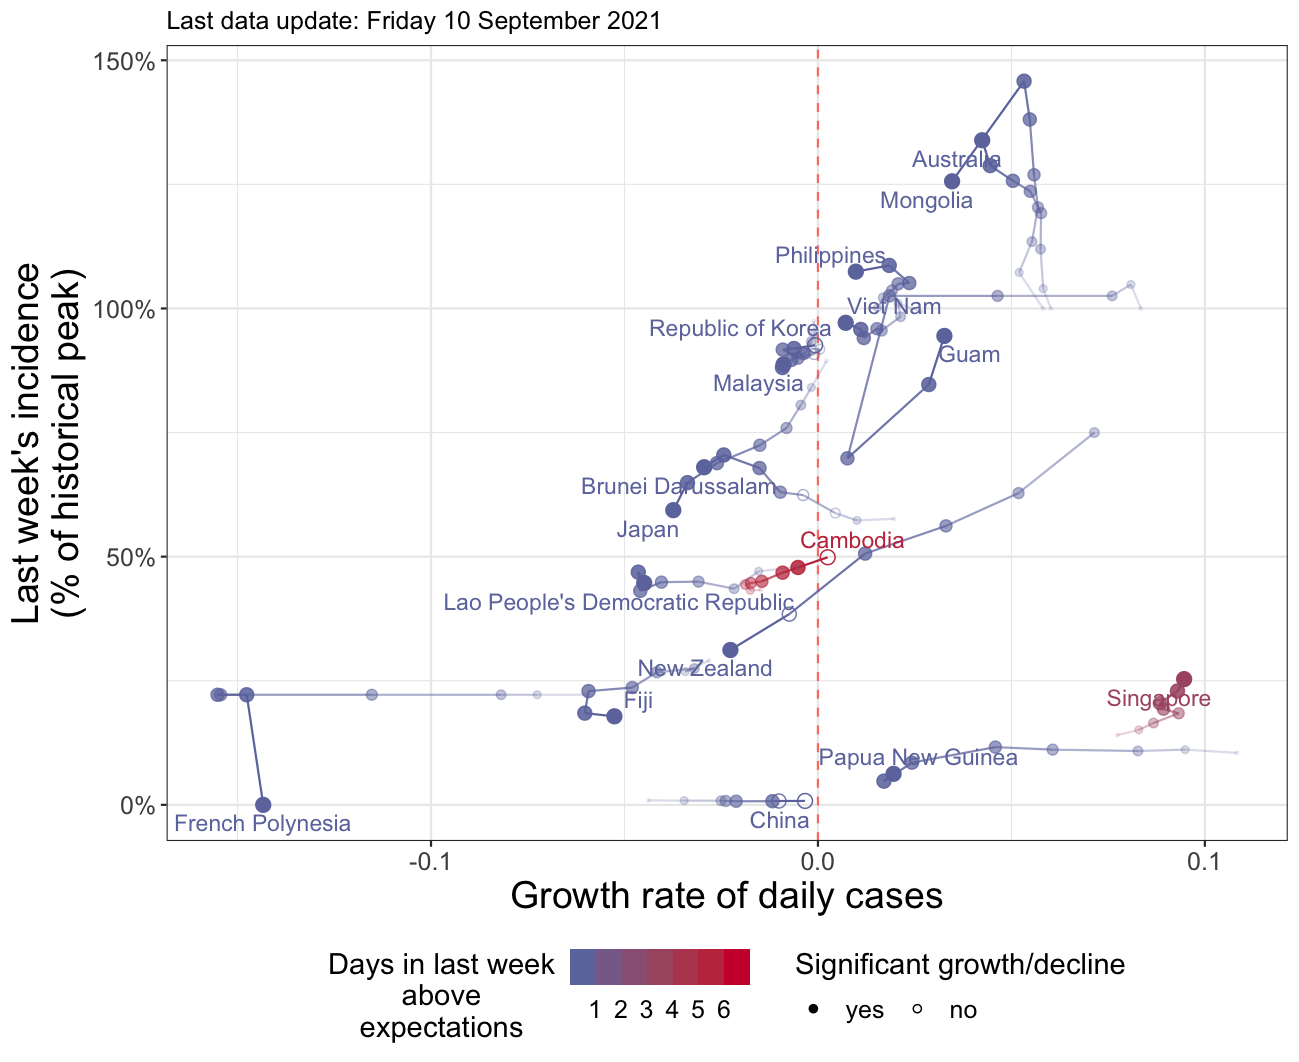 Last data update: Friday 10 September 2021
150%
100%
50%
0%
Last week's incidence
(% of historical peak)
Australia
Mongolia
Philippines
Viet Nam
Republic of Korea
Guam
Malaysia
Brunei Darussalam
Japan
Cambodia
Lao People's Democratic Republic
New Zealand
Fiji
Singapore
Papua New Guinea
China
French Polynesia
-0.1
0.0
0.1
Growth rate of daily cases
Days in last week
above
expectations
1 2 3 4 5 6
Significant growth/decline
yes no